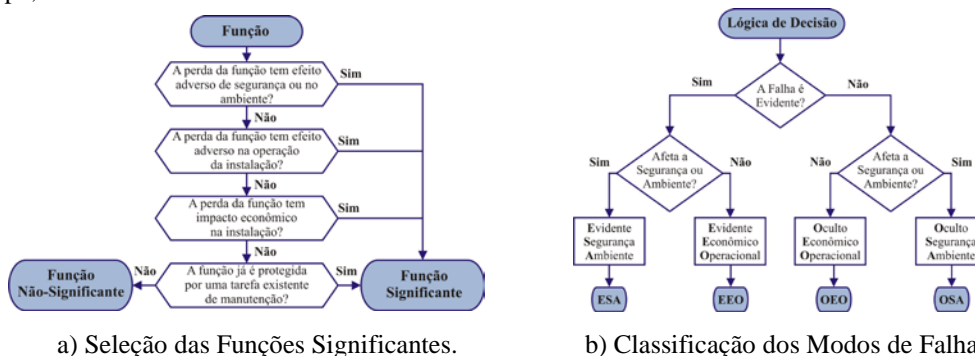 Função
A perda da função tem efeito
adverso de segurança ou no
ambiente?
Sim
Não
A perda da função tem efeito
adverso na operação
da instalação?
Sim
Não
A perda da função tem
impacto econômico
na instalação?
Sim
Não
Função
Não-Significante
Não
A função já é protegida
por uma tarefa existente
de manutenção?
Sim
Função
Significante
a) Seleção das Funções Significantes.
Lógica de Decisão
Sim
A Falha é
Evidente?
Não
Sim
Afeta a
Segurança ou
Ambiente?
Não
Não
Afeta a
Segurança ou
Ambiente?
Sim
Evidente
Segurança
Ambiente
Evidente
Econômico
Operacional
Oculto
Econômico
Operacional
Oculto
Segurança
Ambiente
ESA
EEO
OEO
OSA
b) Classificação dos Modos de Falha